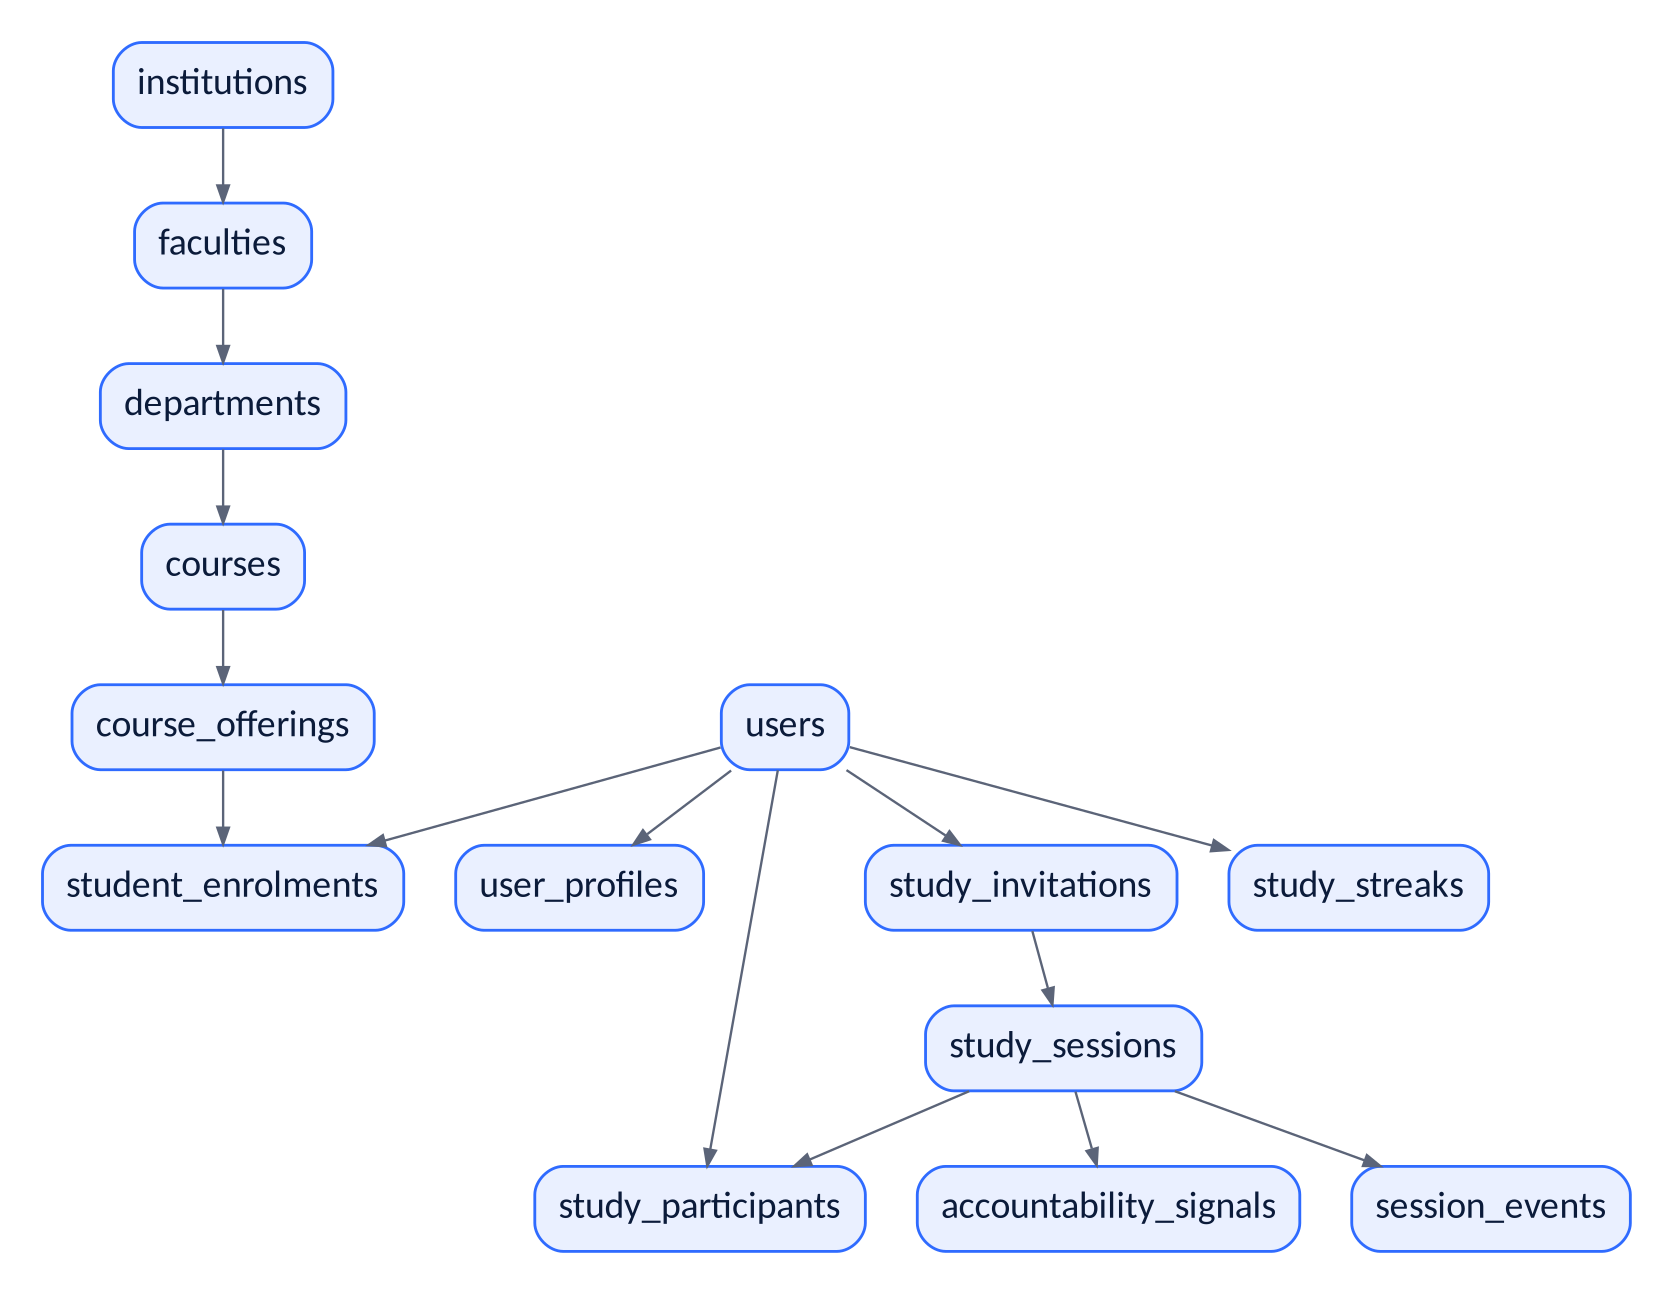 institutions
faculties
departments
courses
course_offerings
users
student_enrolments
user_profiles
study_invitations
study_streaks
study_sessions
study_participants
accountability_signals
session_events